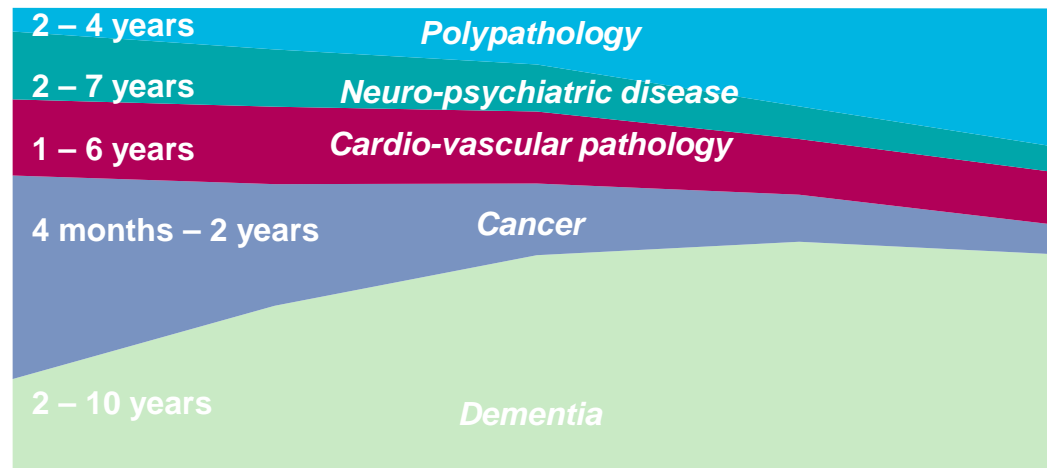 2 – 4 years
Polypathology
2 – 7 years
Neuro-psychiatric disease
1 – 6 years
Cardio-vascular pathology
4 months – 2 years
Cancer
2 – 10 years
Dementia